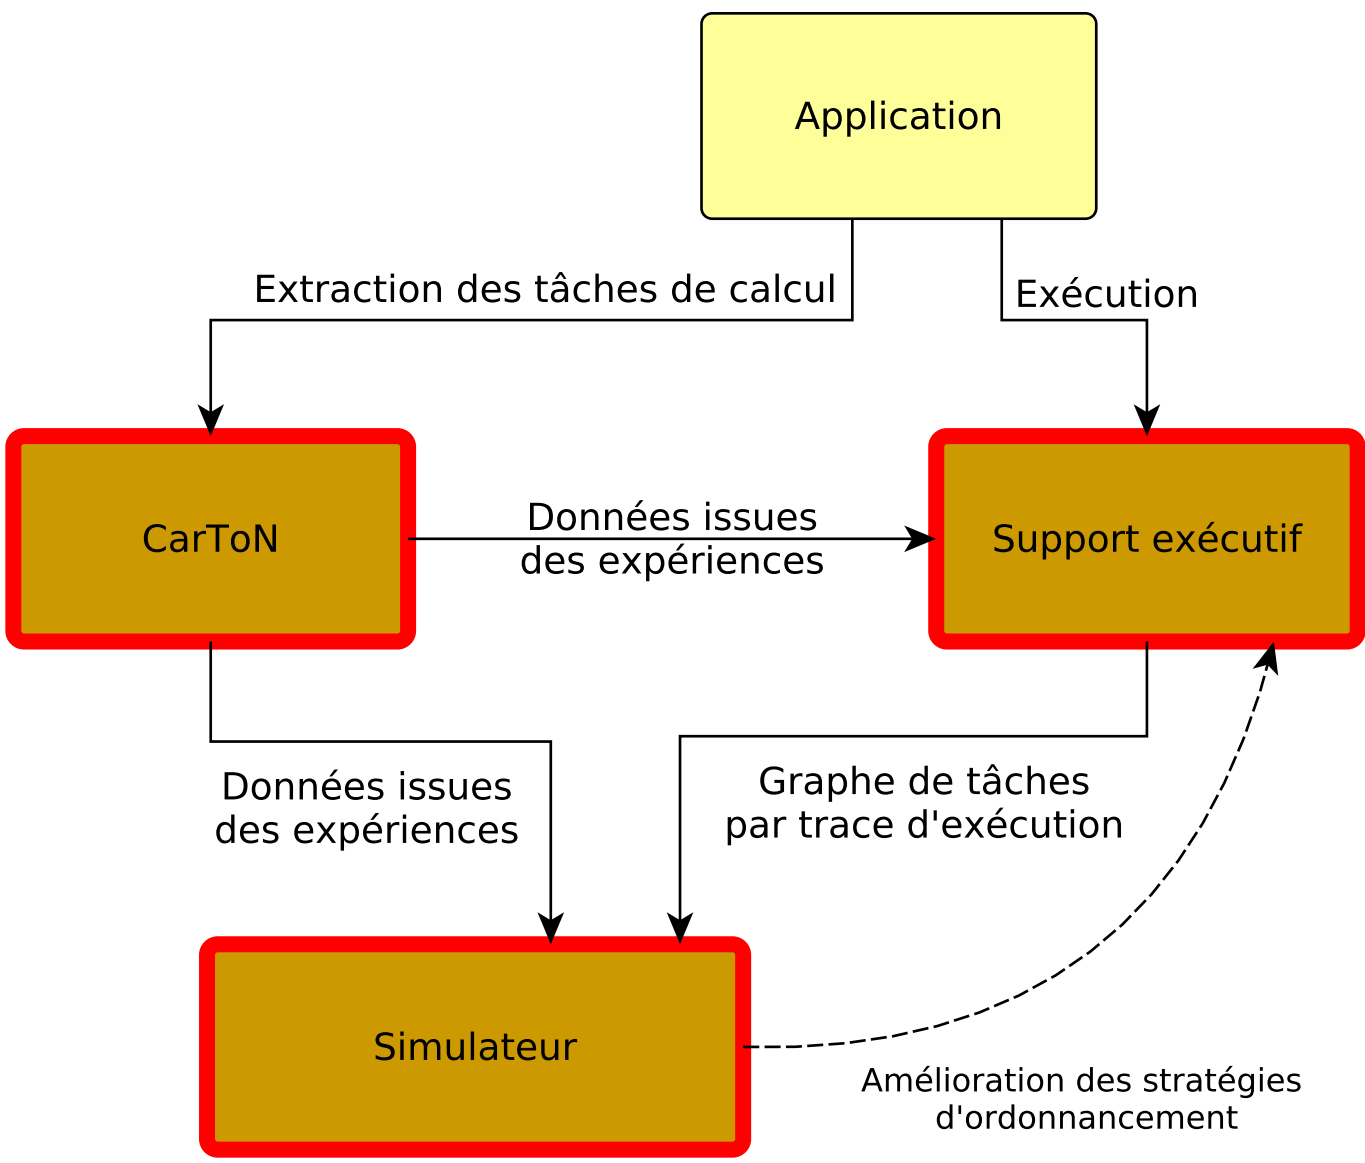 Application
Extraction des tâches de calcul
Exécution
CarToN
Données issues
des expériences
Support exécutif
Données issues
des expériences
Graphe de tâches
par trace d'exécution
Simulateur
Amélioration des stratégies
d'ordonnancement